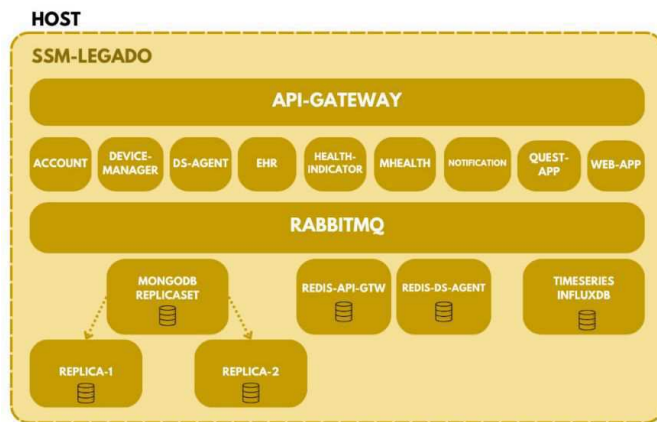 HOST
SSM-LEGADO
API-GATEWAY
ACCOUNT
DEVICE-
MANAGER
DS-AGENT
EHR
HEALTH-
INDICATOR
MHEALTH
NOTIFICATION
QUEST-
APP
WEB-APP
RABBITMQ
MONGODB
REPLICASET
REDIS-API-GTW
REDIS-DS-AGENT
TIMESERIES
INFLUXDB
REPLICA-1
REPLICA-2